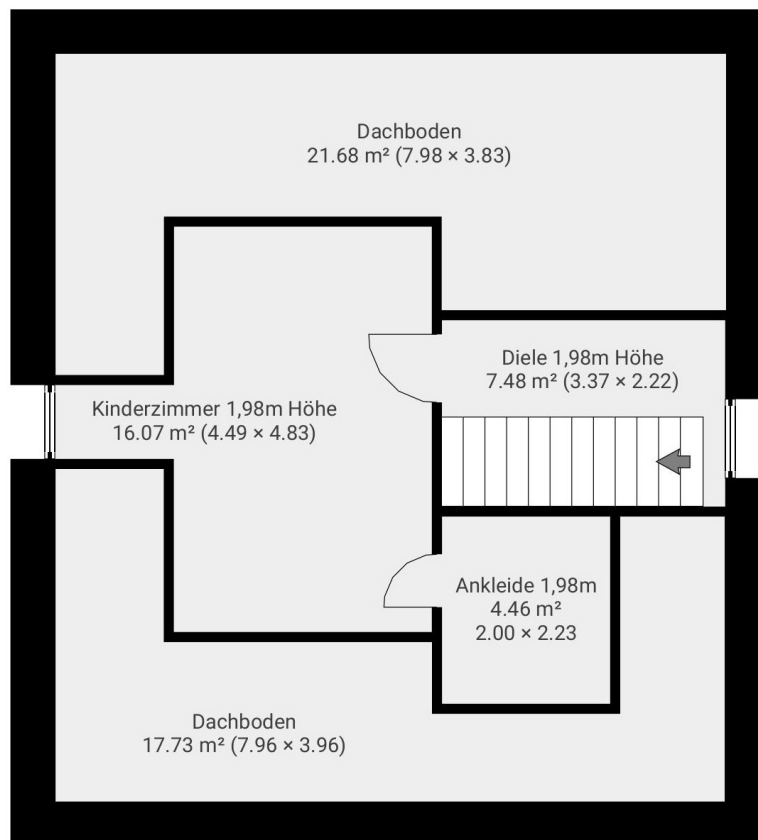 Dachboden
21.68 m² (7.98 × 3.83)
Diele 1,98m Höhe
7.48 m² (3.37 × 2.22)
Kinderzimmer 1,98m Höhe
16.07 m² (4.49 × 4.83)
Ankleide 1,98m
4.46 m²
2.00 × 2.23
Dachboden
17.73 m² (7.96 × 3.96)